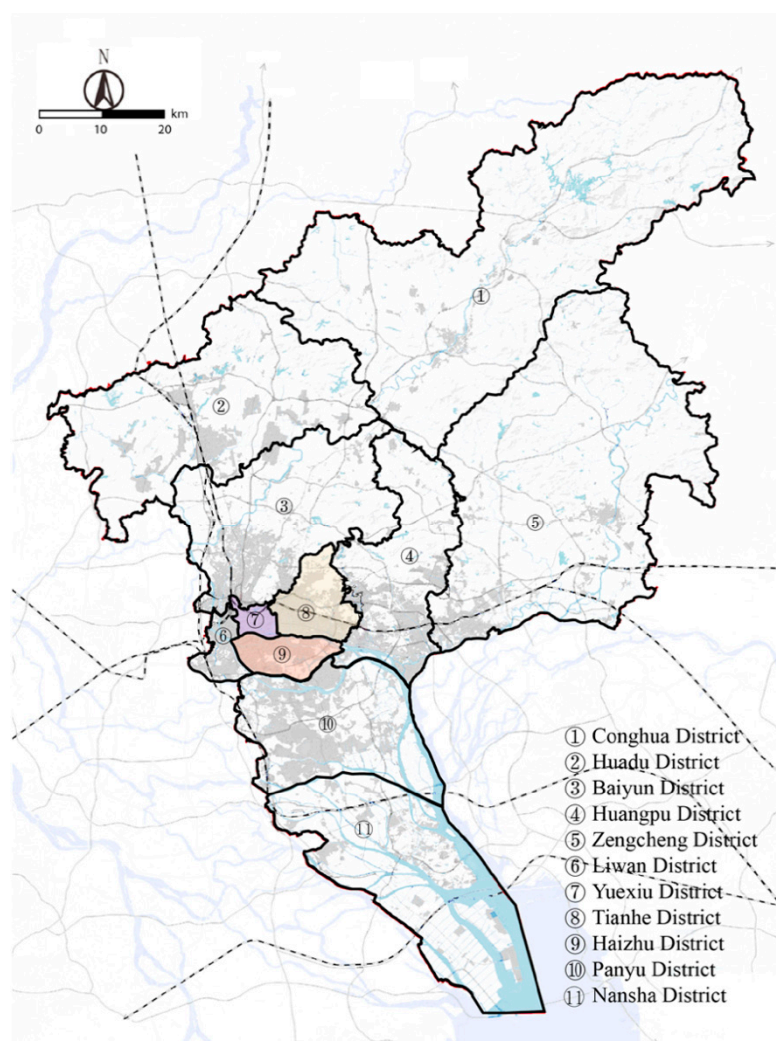 N
km
0 10 20
①
②
③
⑤
④
⑦
⑧
⑥
⑨
⑩
⑪
① Conghua District
② Huadu District
③ Baiyun District
④ Huangpu District
⑤ Zengcheng District
⑥ Liwan District
⑦ Yuexiu District
⑧ Tianhe District
⑨ Haizhu District
⑩ Panyu District
⑪ Nansha District